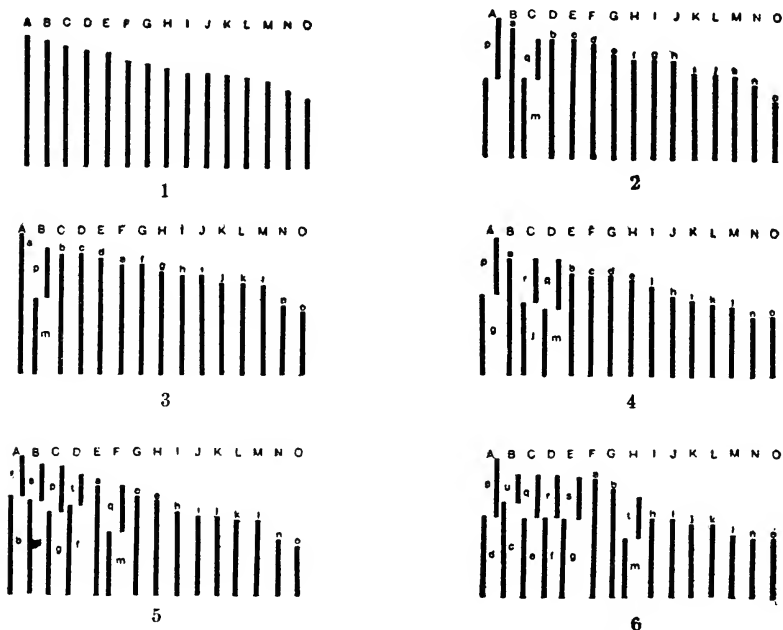 A B C D E F G H I J K L M N O
1
A B C D E F G H I J K L M N O
a
p q b c d e f g h i j s n o
m
2
A B C D E F G H I J K L M N O
a b c d e f g h i j k l n o
p
m
3
A B C D E F G H I J K L M N O
p a r q b c d e h i k j n o
g j m
4
A B C D E F G H I J K L M N O
r s p t a q c e h i j k l n o
b g f m
5
A B C D E F G H I J K L M N O
p u q r s a b t h i j k l n o
d c e f g m
6